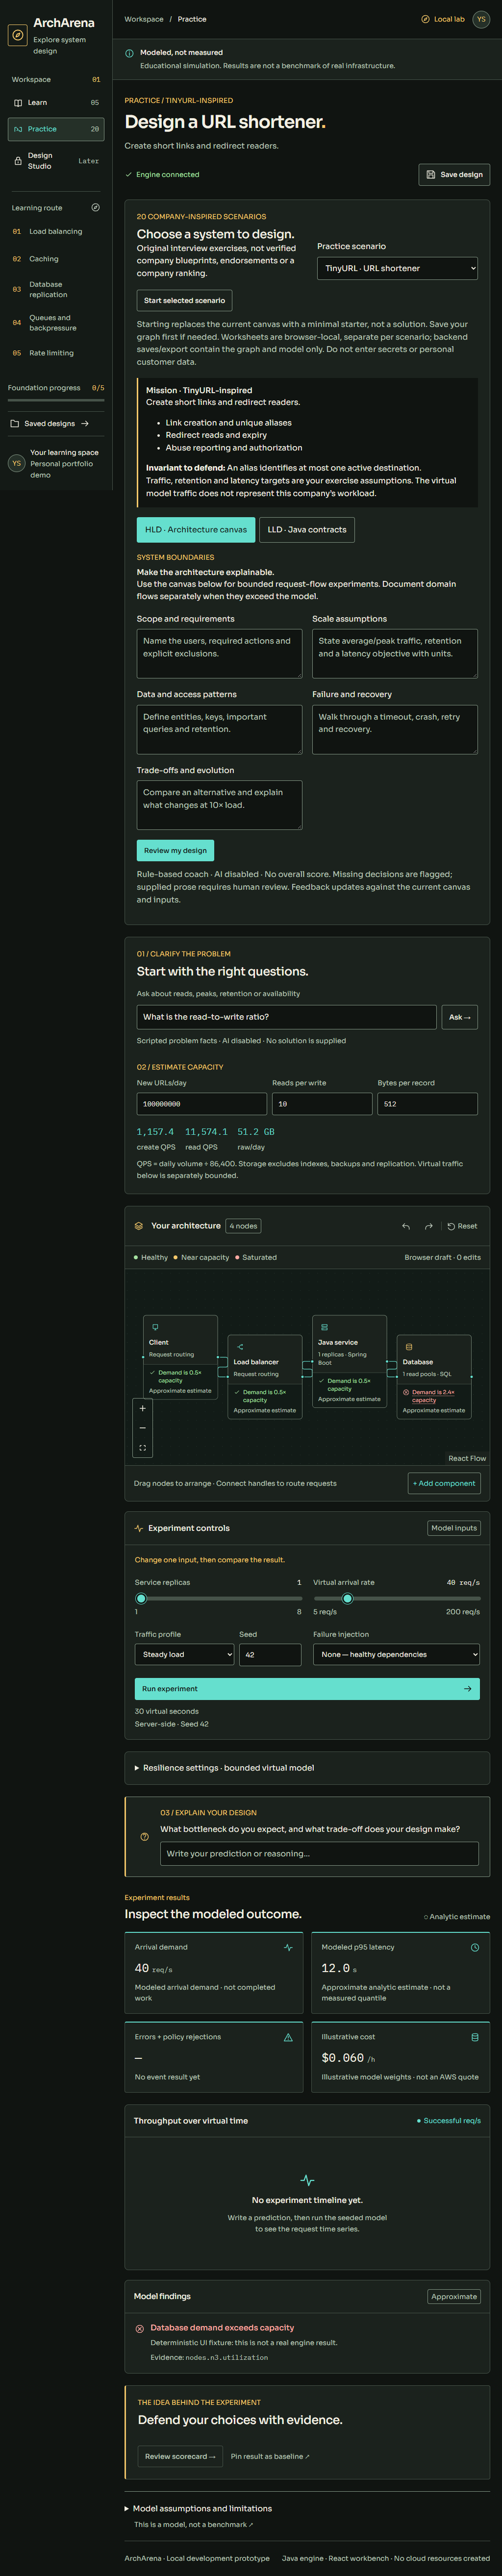 ArchArena
Explore system
design
Workspace 01
Learn 05
Practice 20
Design
Studio
Later
Learning route
01 Load balancing
02 Caching
03 Database
replication
04 Queues and
backpressure
05 Rate limiting
Foundation progress 0/5
Saved designs →
YS
Your learning space
Personal portfolio
demo
Workspace / Practice
Local lab YS
Modeled, not measured
Educational simulation. Results are not a benchmark of real infrastructure.
PRACTICE / TINYURL-INSPIRED
Design a URL shortener.
Create short links and redirect readers.
Engine connected
Save design
20 COMPANY-INSPIRED SCENARIOS
Choose a system to design.
Original interview exercises, not verified
company blueprints, endorsements or a
company ranking.
Practice scenario
TinyURL · URL shortener
Start selected scenario
Starting replaces the current canvas with a minimal starter, not a solution. Save your
graph first if needed. Worksheets are browser-local, separate per scenario; backend
saves/export contain the graph and model only. Do not enter secrets or personal
customer data.
Mission · TinyURL-inspired
Create short links and redirect readers.
• Link creation and unique aliases
• Redirect reads and expiry
• Abuse reporting and authorization
Invariant to defend: An alias identifies at most one active destination.
Traffic, retention and latency targets are your exercise assumptions. The virtual
model traffic does not represent this company's workload.
HLD · Architecture canvas
LLD · Java contracts
SYSTEM BOUNDARIES
Make the architecture explainable.
Use the canvas below for bounded request-flow experiments. Document domain
flows separately when they exceed the model.
Scope and requirements
Name the users, required actions and
explicit exclusions.
Scale assumptions
State average/peak traffic, retention
and a latency objective with units.
Data and access patterns
Define entities, keys, important
queries and retention.
Failure and recovery
Walk through a timeout, crash, retry
and recovery.
Trade-offs and evolution
Compare an alternative and explain
what changes at 10× load.
Review my design
Rule-based coach · AI disabled · No overall score. Missing decisions are flagged;
supplied prose requires human review. Feedback updates against the current canvas
and inputs.
01 / CLARIFY THE PROBLEM
Start with the right questions.
Ask about reads, peaks, retention or availability
What is the read-to-write ratio?
Ask →
Scripted problem facts · AI disabled · No solution is supplied
02 / ESTIMATE CAPACITY
New URLs/day Reads per write Bytes per record
100000000 10 512
1,157.4 11,574.1 51.2 GB
create QPS read QPS raw/day
QPS = daily volume ÷ 86,400. Storage excludes indexes, backups and replication. Virtual traffic
below is separately bounded.
Your architecture 4 nodes
Reset
Healthy Near capacity Saturated
Browser draft · 0 edits
Client
Request routing
Demand is 0.5×
capacity
Approximate estimate
Load balancer
Request routing
Demand is 0.5×
capacity
Approximate estimate
Java service
1 replicas · Spring
Boot
Demand is 0.5×
capacity
Approximate estimate
Database
1 read pools · SQL
Demand is 2.4×
capacity
Approximate estimate
React Flow
Drag nodes to arrange · Connect handles to route requests
+ Add component
Experiment controls
Model inputs
Change one input, then compare the result.
Service replicas 1
1 8
Virtual arrival rate 40 req/s
5 req/s 200 req/s
Traffic profile Seed Failure injection
Steady load 42 None — healthy dependencies
Run experiment →
30 virtual seconds
Server-side · Seed 42
▶ Resilience settings · bounded virtual model
03 / EXPLAIN YOUR DESIGN
What bottleneck do you expect, and what trade-off does your design make?
Write your prediction or reasoning...
Experiment results
Inspect the modeled outcome.
○ Analytic estimate
Arrival demand
40 req/s
Modeled arrival demand · not completed
work
Modeled p95 latency
12.0 s
Approximate analytic estimate · not a
measured quantile
Errors + policy rejections
—
No event result yet
Illustrative cost
$0.060 /h
Illustrative model weights · not an AWS quote
Throughput over virtual time
Successful req/s
No experiment timeline yet.
Write a prediction, then run the seeded model
to see the request time series.
Model findings
Approximate
Database demand exceeds capacity
Deterministic UI fixture: this is not a real engine result.
Evidence: nodes.n3.utilization
THE IDEA BEHIND THE EXPERIMENT
Defend your choices with evidence.
Review scorecard →
Pin result as baseline ↗
▶ Model assumptions and limitations
This is a model, not a benchmark ↗
ArchArena · Local development prototype
Java engine · React workbench · No cloud resources created